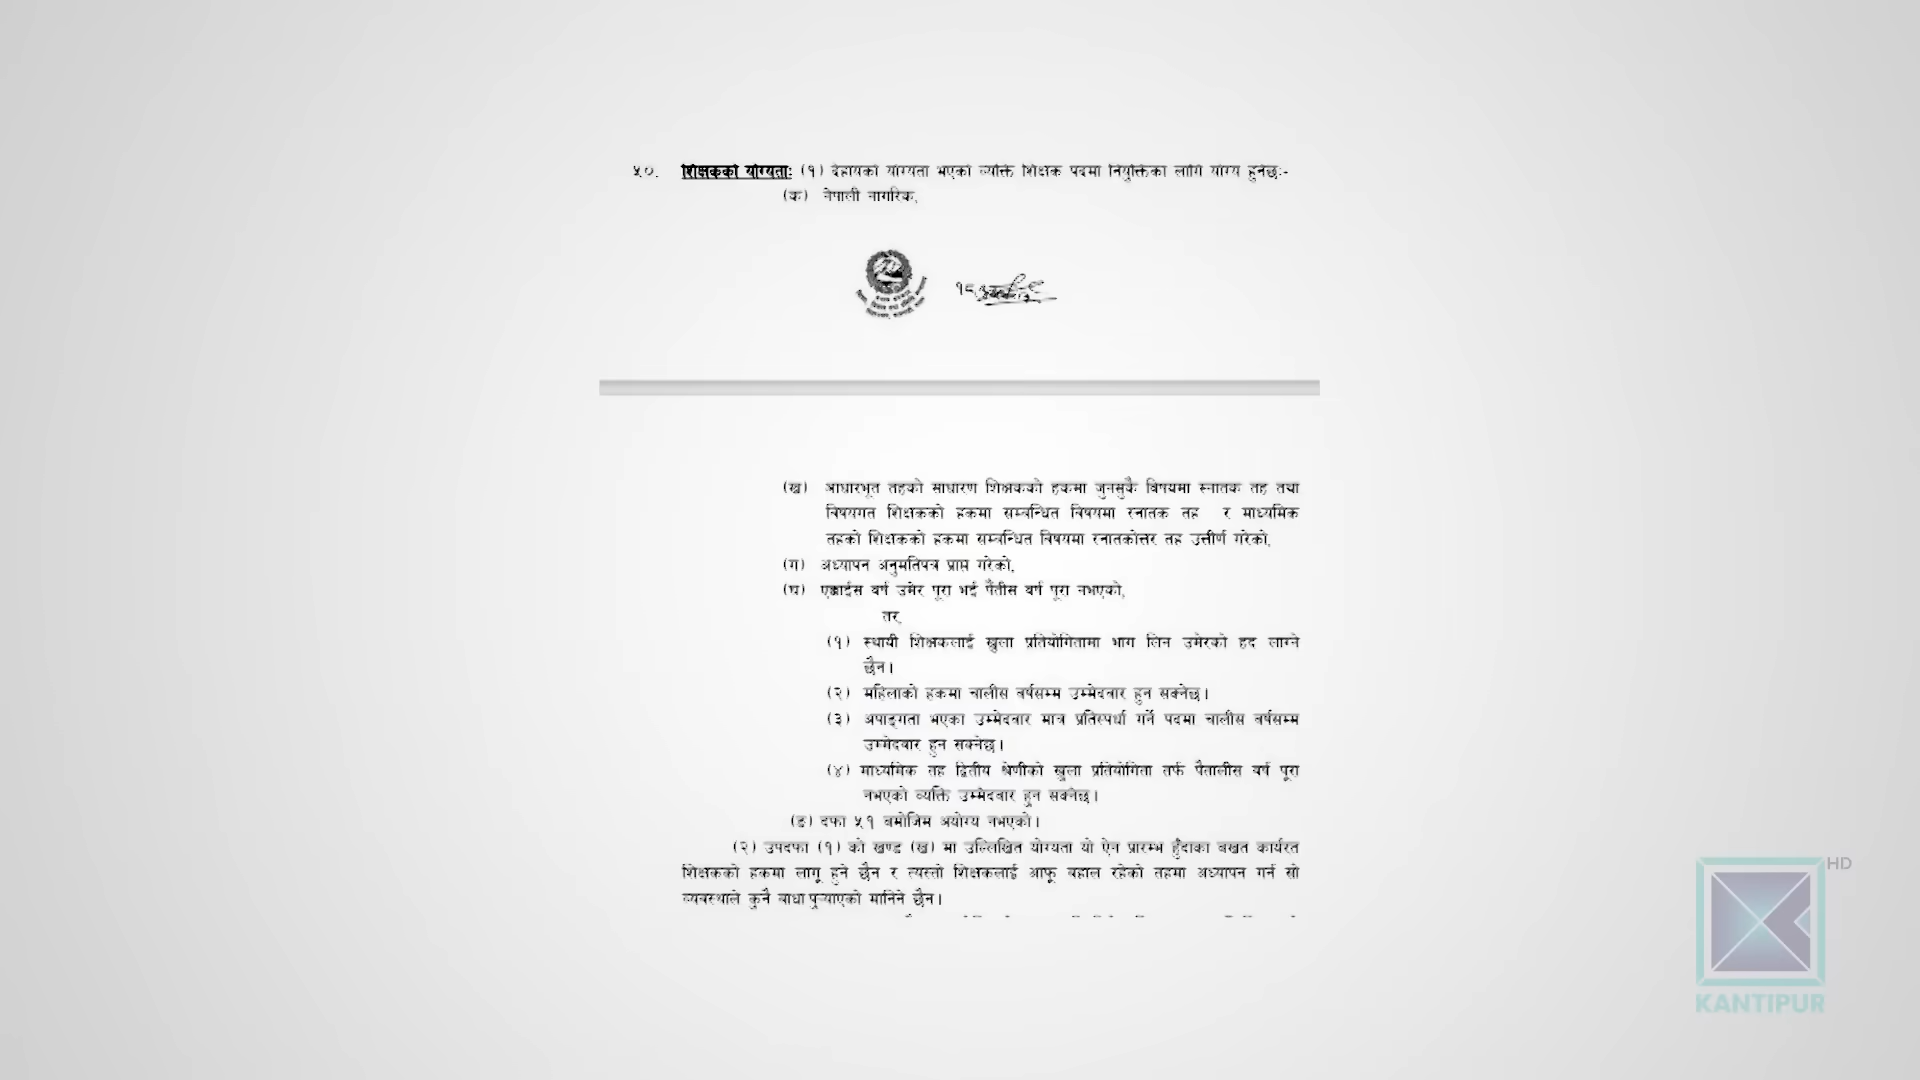 ५०. शिक्षकको योग्यताः (१) देहायको योग्यता भएको व्यक्ति शिक्षक पदमा नियुक्तिका लागि योग्य हुनेछः-
(क) नेपाली नागरिक,
(ख) आधारभूत तहको साधारण शिक्षकको हकमा जुनसुकै विषयमा स्नातक तह तथा
विषयगत शिक्षकको हकमा सम्बन्धित विषयमा स्नातक तह र माध्यमिक
तहको शिक्षकको हकमा सम्बन्धित विषयमा स्नातकोत्तर तह उत्तीर्ण गरेको,
(ग) अध्यापन अनुमतिपत्र प्राप्त गरेको,
(घ) एक्काईस वर्ष उमेर पूरा भई पैंतीस वर्ष पूरा नभएको,
तर,
(१) स्थायी शिक्षकलाई खुला प्रतियोगितामा भाग लिन उमेरको हद लाग्ने
छैन।
(२) महिलाको हकमा चालीस वर्षसम्म उम्मेदवार हुन सक्नेछ।
(३) अपाङ्गता भएका उम्मेदवार मात्र प्रतिस्पर्धा गर्ने पदमा चालीस वर्षसम्म
उम्मेदवार हुन सक्नेछ।
(४) माध्यमिक तह द्वितीय श्रेणीको खुला प्रतियोगिता तर्फ पैतालीस वर्ष पूरा
नभएको व्यक्ति उम्मेदवार हुन सक्नेछ।
(ङ) दफा ५१ बमोजिम अयोग्य नभएको।
(२) उपदफा (१) को खण्ड (ख) मा उल्लिखित योग्यता यो ऐन प्रारम्भ हुँदाका बखत कार्यरत
शिक्षकको हकमा लागू हुने छैन र त्यस्तो शिक्षकलाई आफू बहाल रहेको तहमा अध्यापन गर्न सो
व्यवस्थाले कुनै बाधा पुर्‍याएको मानिने छैन।
HD
KANTIPUR